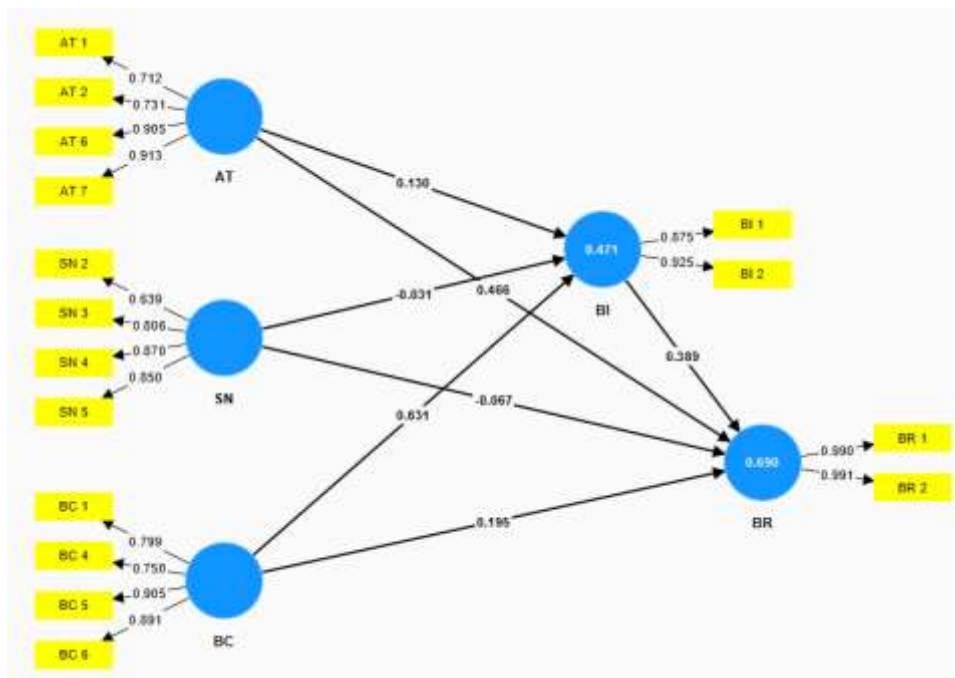 AT 1
0.712
AT 2
0.731
AT 6
0.905
0.913
AT 7
AT
0.130
BI 1
0.875
0.471
0.925
BI 2
BI
SN 2
0.639
SN 3
0.806
SN 4
0.870
0.850
SN 5
SN
-0.031
0.466
0.389
-0.067
0.631
BR 1
0.990
0.690
0.991
BR 2
BR
BC 1
0.799
BC 4
0.750
BC 5
0.905
0.891
BC 6
BC
0.195